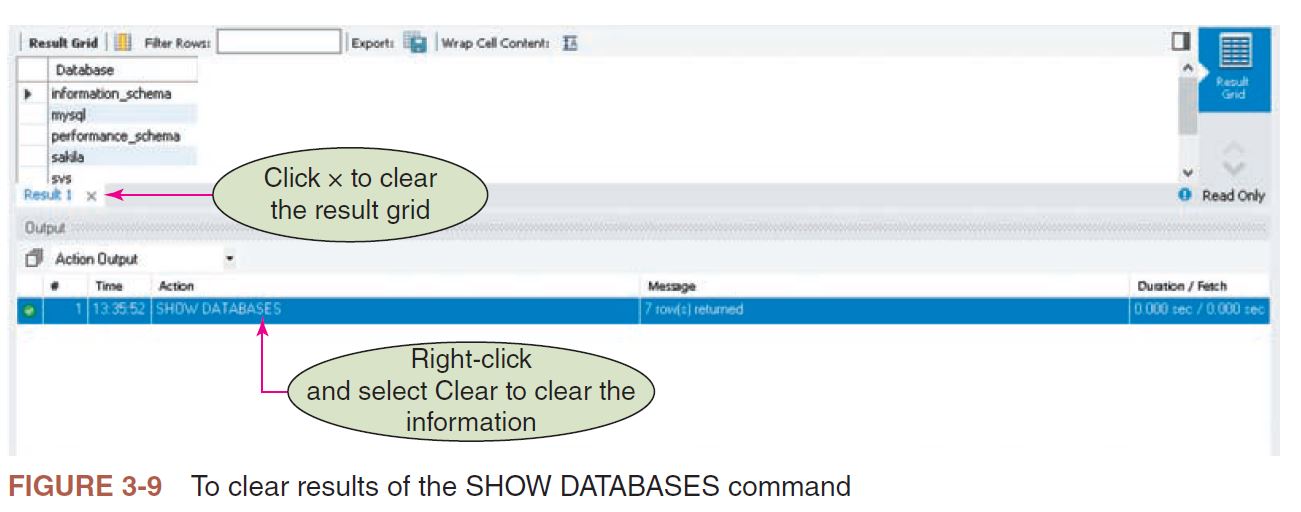 Result Grid Filter Rows: Export: Wrap Cell Content:
Result
Grid
Database
information_schema
mysql
performance_schema
sakila
sys
Result 1 ×
Read Only
Click × to clear
the result grid
Output
Action Output
# Time Action Message Duration / Fetch
1 13:35:52 SHOW DATABASES 7 row(s) returned 0.000 sec / 0.000 sec
Right-click
and select Clear to clear the
information
FIGURE 3-9 To clear results of the SHOW DATABASES command